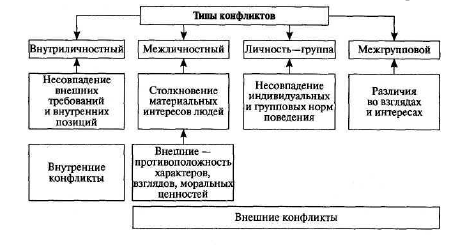 Типы конфликтов
Внутриличностный
Межличностный
Личность—группа
Межгрупповой
Несовпадение
внешних
требований
и внутренних
позиций
Столкновение
материальных
интересов людей
Несовпадение
индивидуальных
и групповых норм
поведения
Различия
во взглядах
и интересах
Внутренние
конфликты
Внешние —
противоположность
характеров,
взглядов, моральных
ценностей
Внешние конфликты